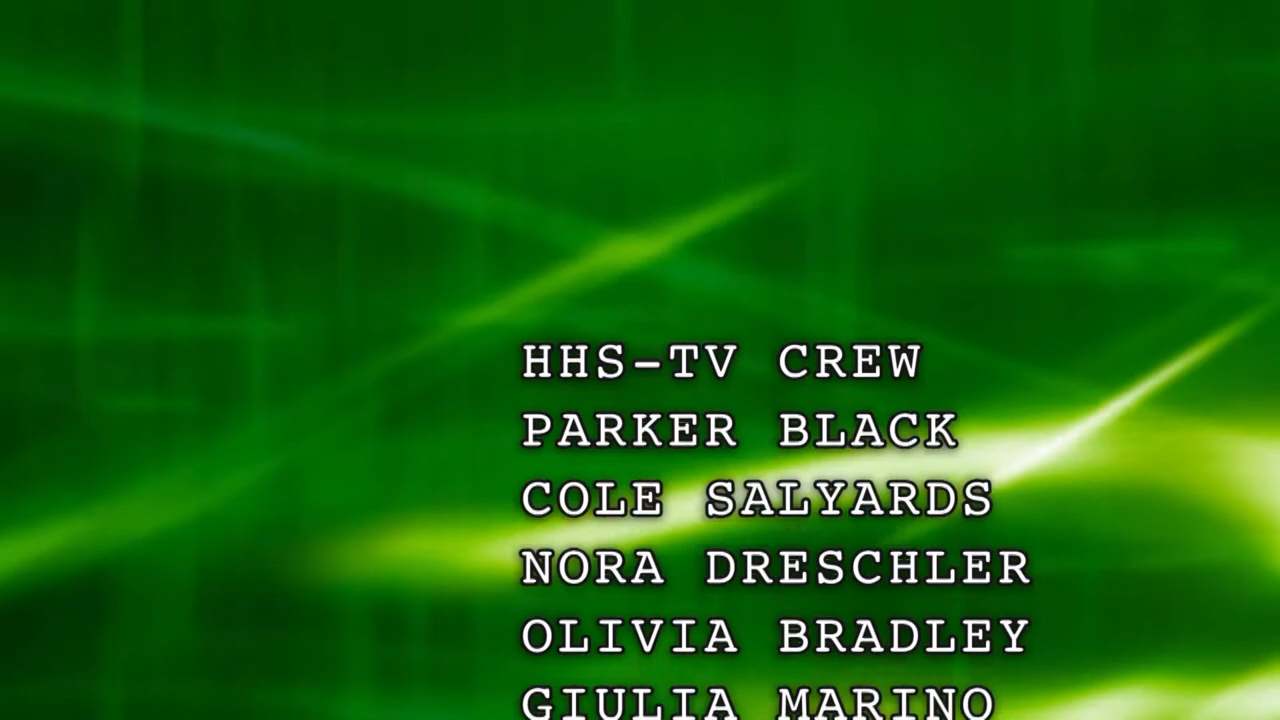 HHS-TV CREW
PARKER BLACK
COLE SALYARDS
NORA DRESCHLER
OLIVIA BRADLEY
GIULIA MARINO